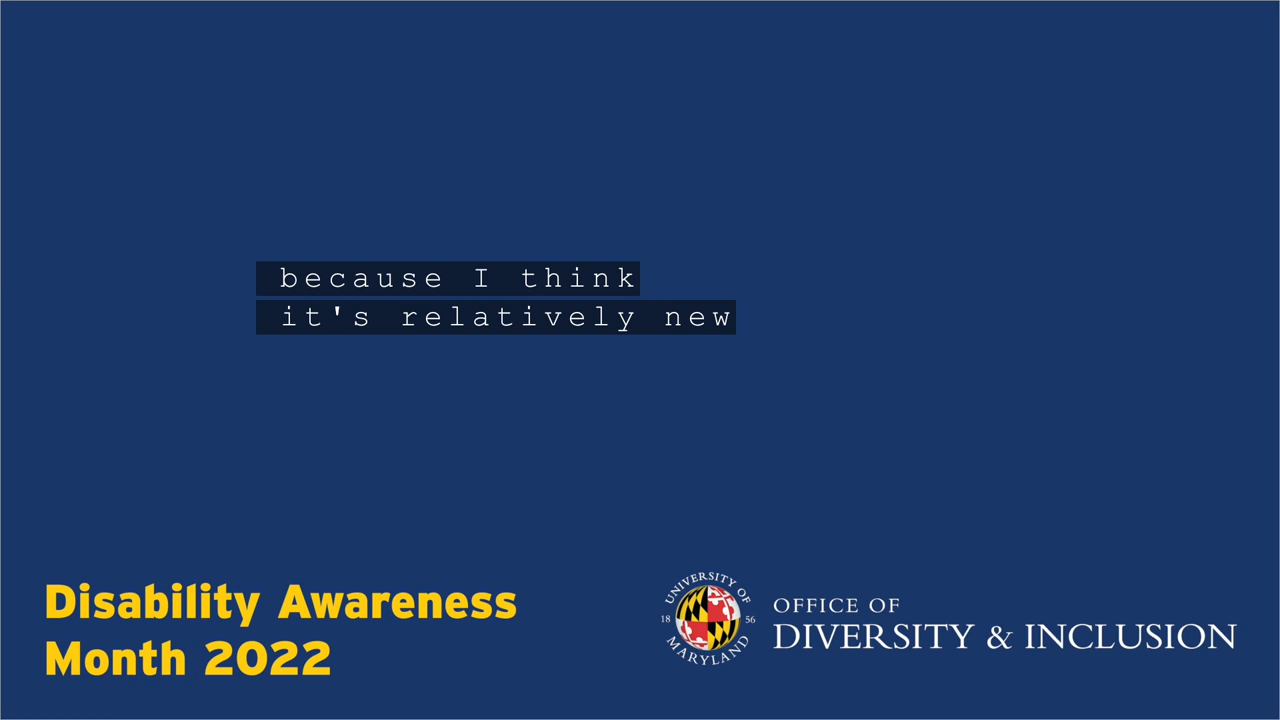 because I think
it's relatively new
Disability Awareness
Month 2022
UNIVERSITY OF
18 56
MARYLAND
OFFICE OF
DIVERSITY & INCLUSION